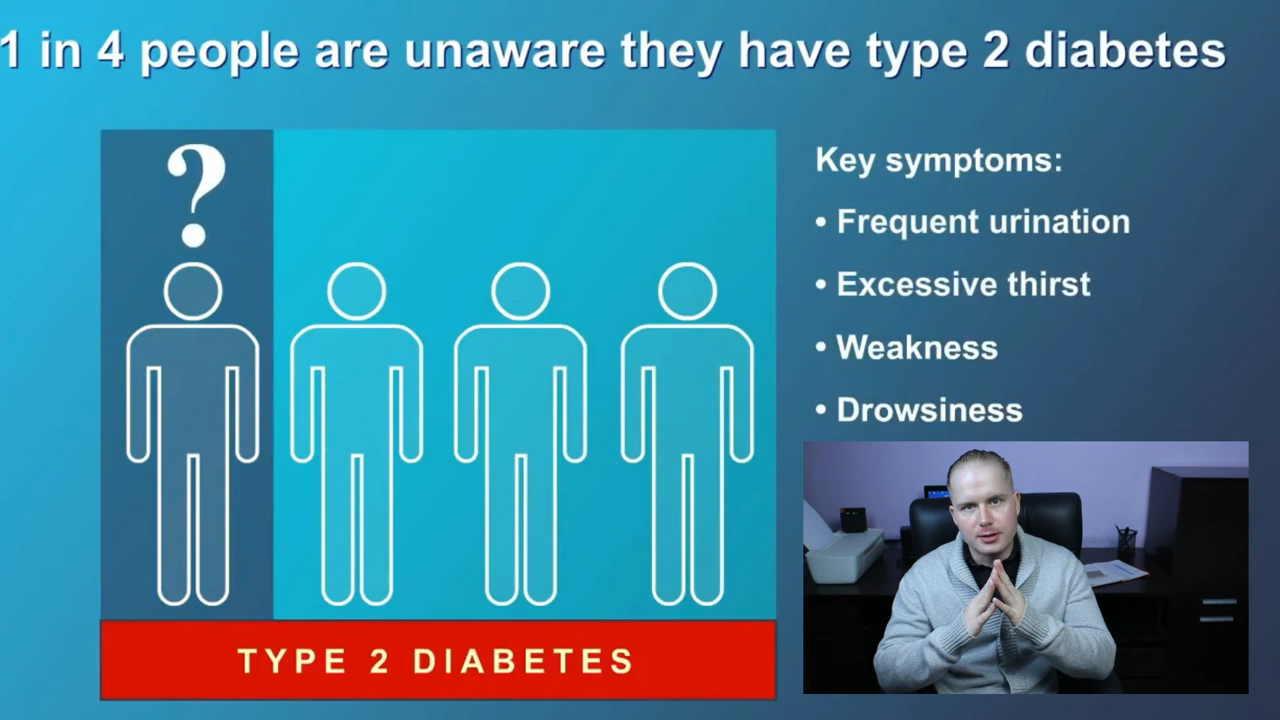 1 in 4 people are unaware they have type 2 diabetes
?
Key symptoms:
• Frequent urination
• Excessive thirst
• Weakness
• Drowsiness
TYPE 2 DIABETES